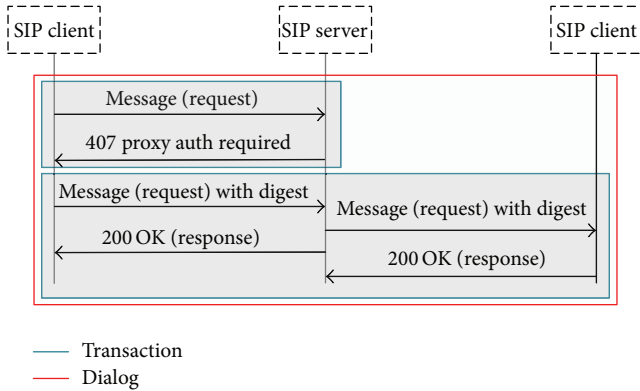 SIP client
SIP server
SIP client
Message (request)
407 proxy auth required
Message (request) with digest
Message (request) with digest
200 OK (response)
200 OK (response)
Transaction
Dialog